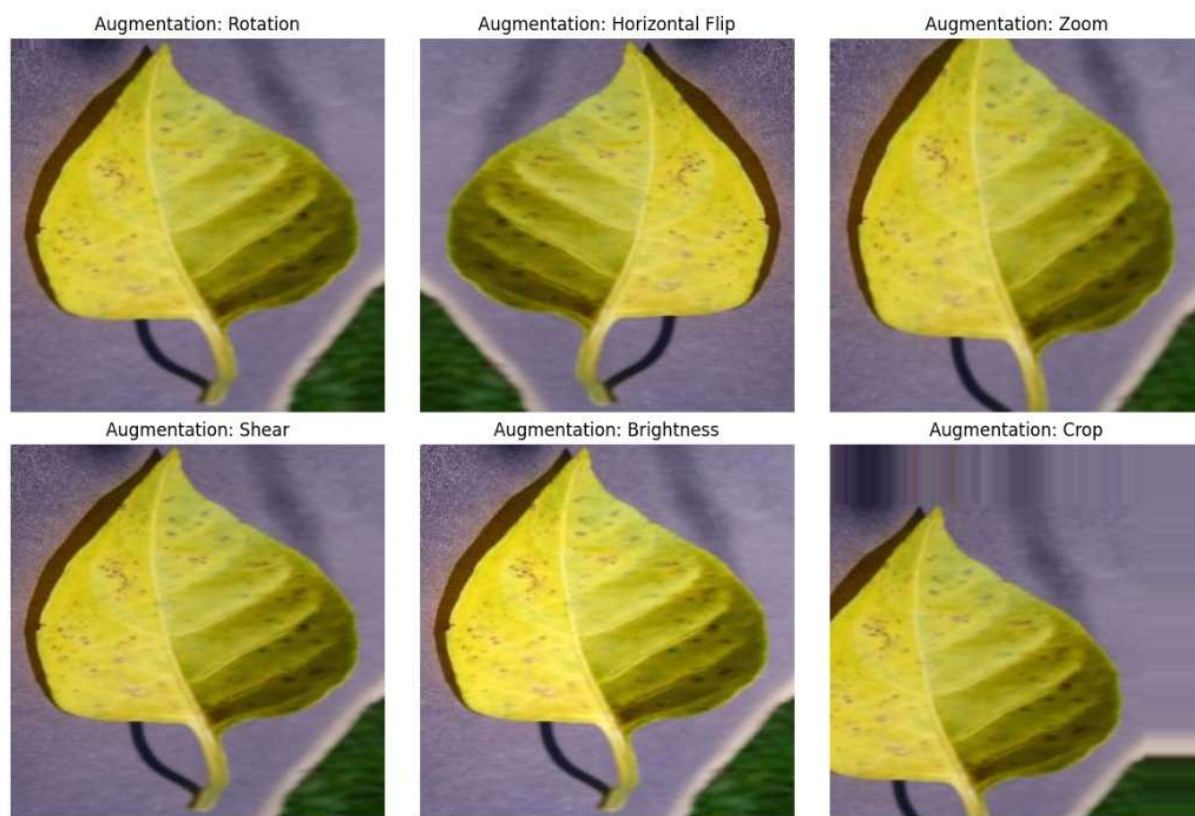 Augmentation: Rotation
Augmentation: Horizontal Flip
Augmentation: Zoom
Augmentation: Shear
Augmentation: Brightness
Augmentation: Crop